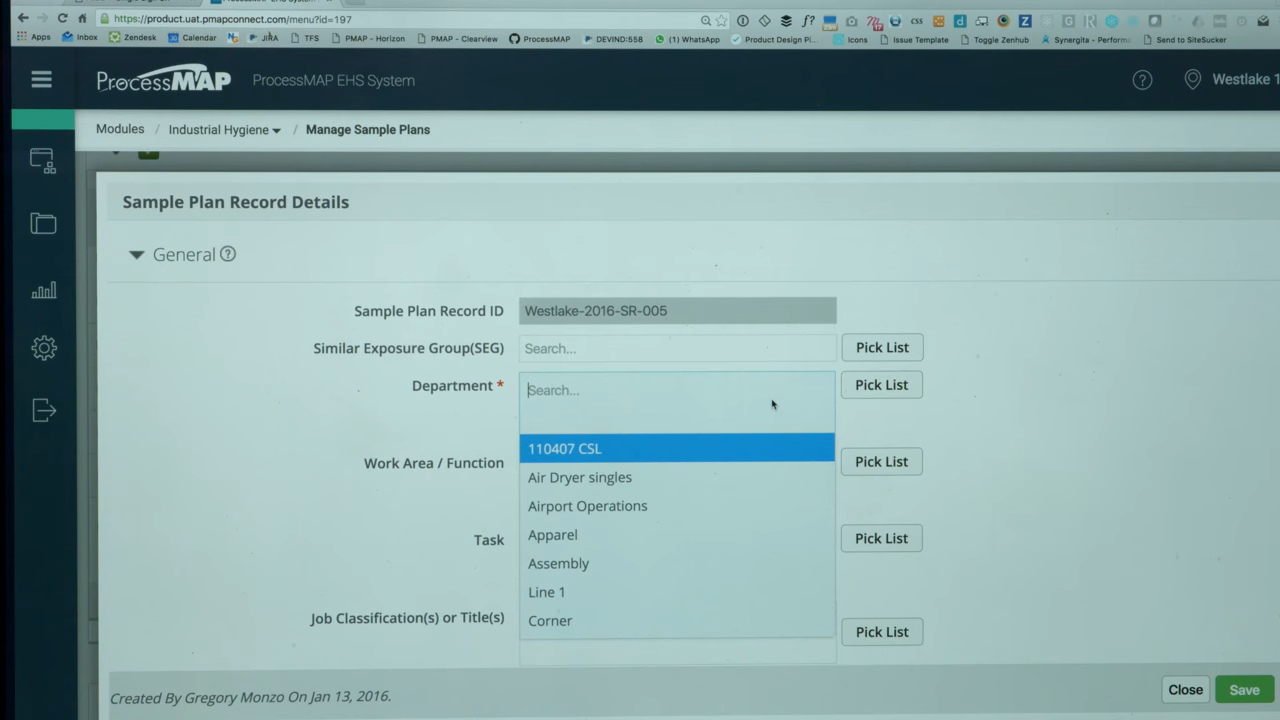 https://product.uat.pmapconnect.com/menu?id=197
Apps Inbox Zendesk Calendar JIRA TFS PMAP - Horizon PMAP - Clearview ProcessMAP DEVIND:558 (1) WhatsApp Product Design Pl... Icons Issue Template Toggle Zenhub Synergita - Perform Send to SiteSucker
ProcessMAP ProcessMAP EHS System Westlake 1
Modules / Industrial Hygiene / Manage Sample Plans
Sample Plan Record Details
General
Sample Plan Record ID Westlake-2016-SR-005
Similar Exposure Group(SEG) Search... Pick List
Department * Search... Pick List
110407 CSL
Work Area / Function Pick List
Air Dryer singles
Airport Operations
Apparel
Task Pick List
Assembly
Line 1
Job Classification(s) or Title(s) Corner Pick List
Created By Gregory Monzo On Jan 13, 2016. Close Save